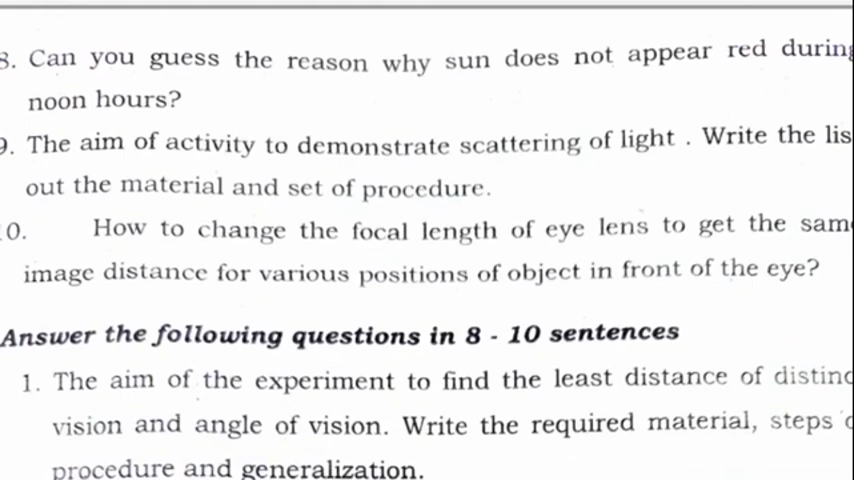 8. Can you guess the reason why sun does not appear red during
noon hours?
9. The aim of activity to demonstrate scattering of light . Write the lis
out the material and set of procedure.
10. How to change the focal length of eye lens to get the same
image distance for various positions of object in front of the eye?
Answer the following questions in 8 - 10 sentences
1. The aim of the experiment to find the least distance of distinc
vision and angle of vision. Write the required material, steps o
procedure and generalization.